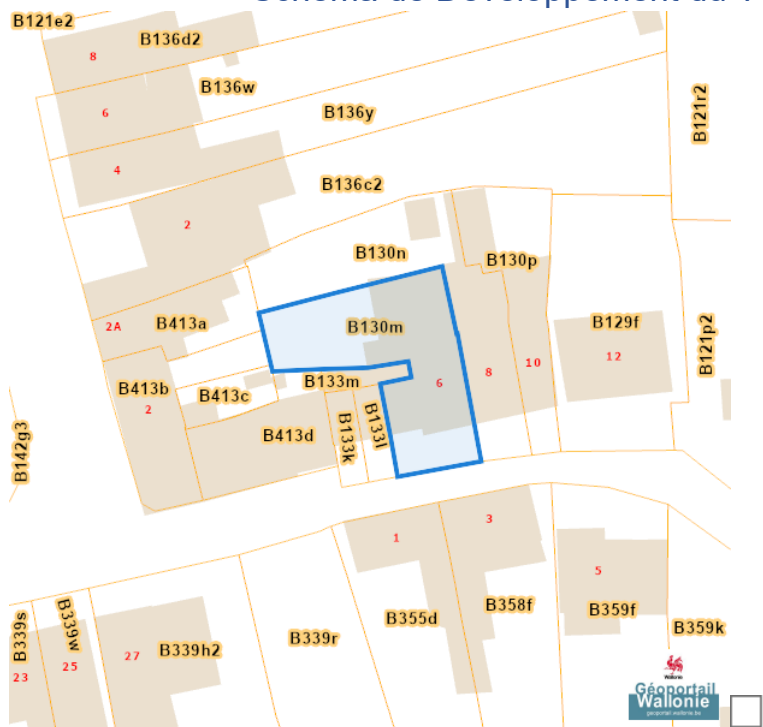 Schéma de Développement du T
B121e2
8
B136d2
B136w
6
B136y
B121r2
4
B136c2
2
B130n
B130p
2A
B413a
B130m
B129f
12
B121p2
B133m
10
8
6
B413b
2
B413c
B413d
B133k
B133l
B142g3
1
3
5
B355d
B358f
B359f
B359k
B339s
B339w
27
B339h2
B339r
23
25
Wallonie
Géoportail
Wallonie
geoportail.wallonie.be